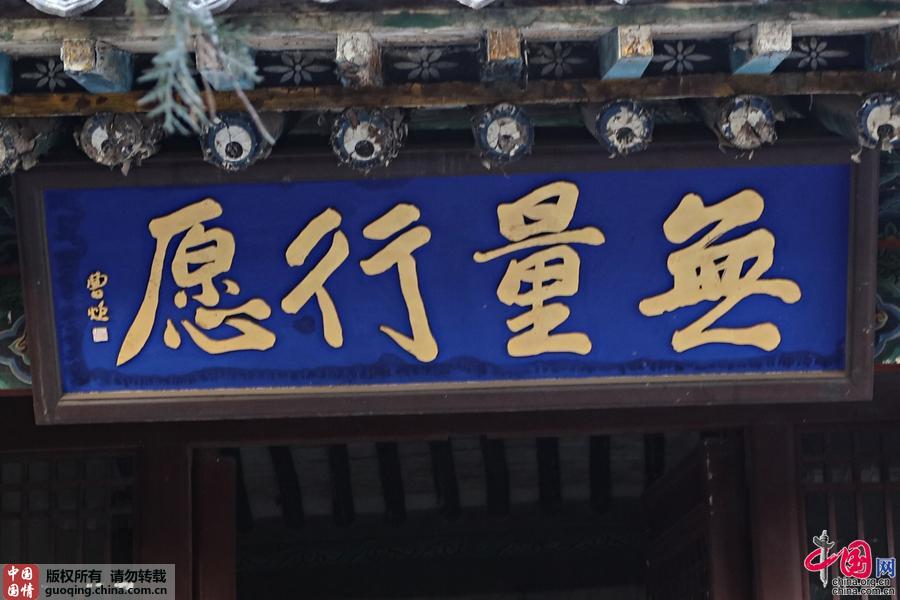 無量行愿
曹
中国
国情
版权所有 请勿转载
guoqing.china.com.cn
中国网
china.org.cn
china.com.cn